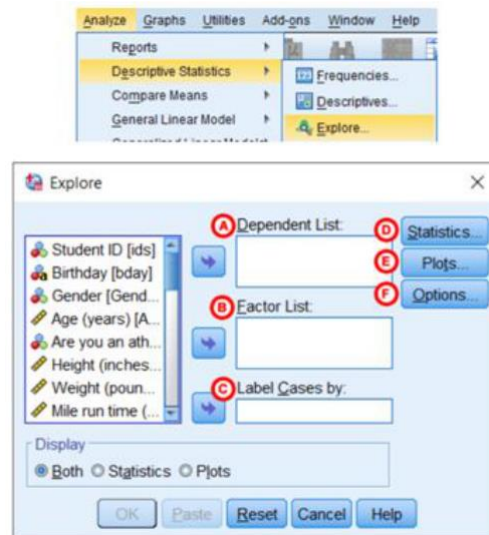 Analyze Graphs Utilities Add-ons Window Help
Reports
Descriptive Statistics
Compare Means
General Linear Model
Frequencies...
Descriptives...
Explore...
Explore
Student ID [ids]
Birthday [bday]
Gender [Gend...
Age (years) [A...
Are you an ath...
Height (inches...
Weight (poun...
Mile run time (...
A Dependent List:
B Factor List:
C Label Cases by:
D Statistics...
E Plots...
F Options...
Display
Both Statistics Plots
OK Paste Reset Cancel Help